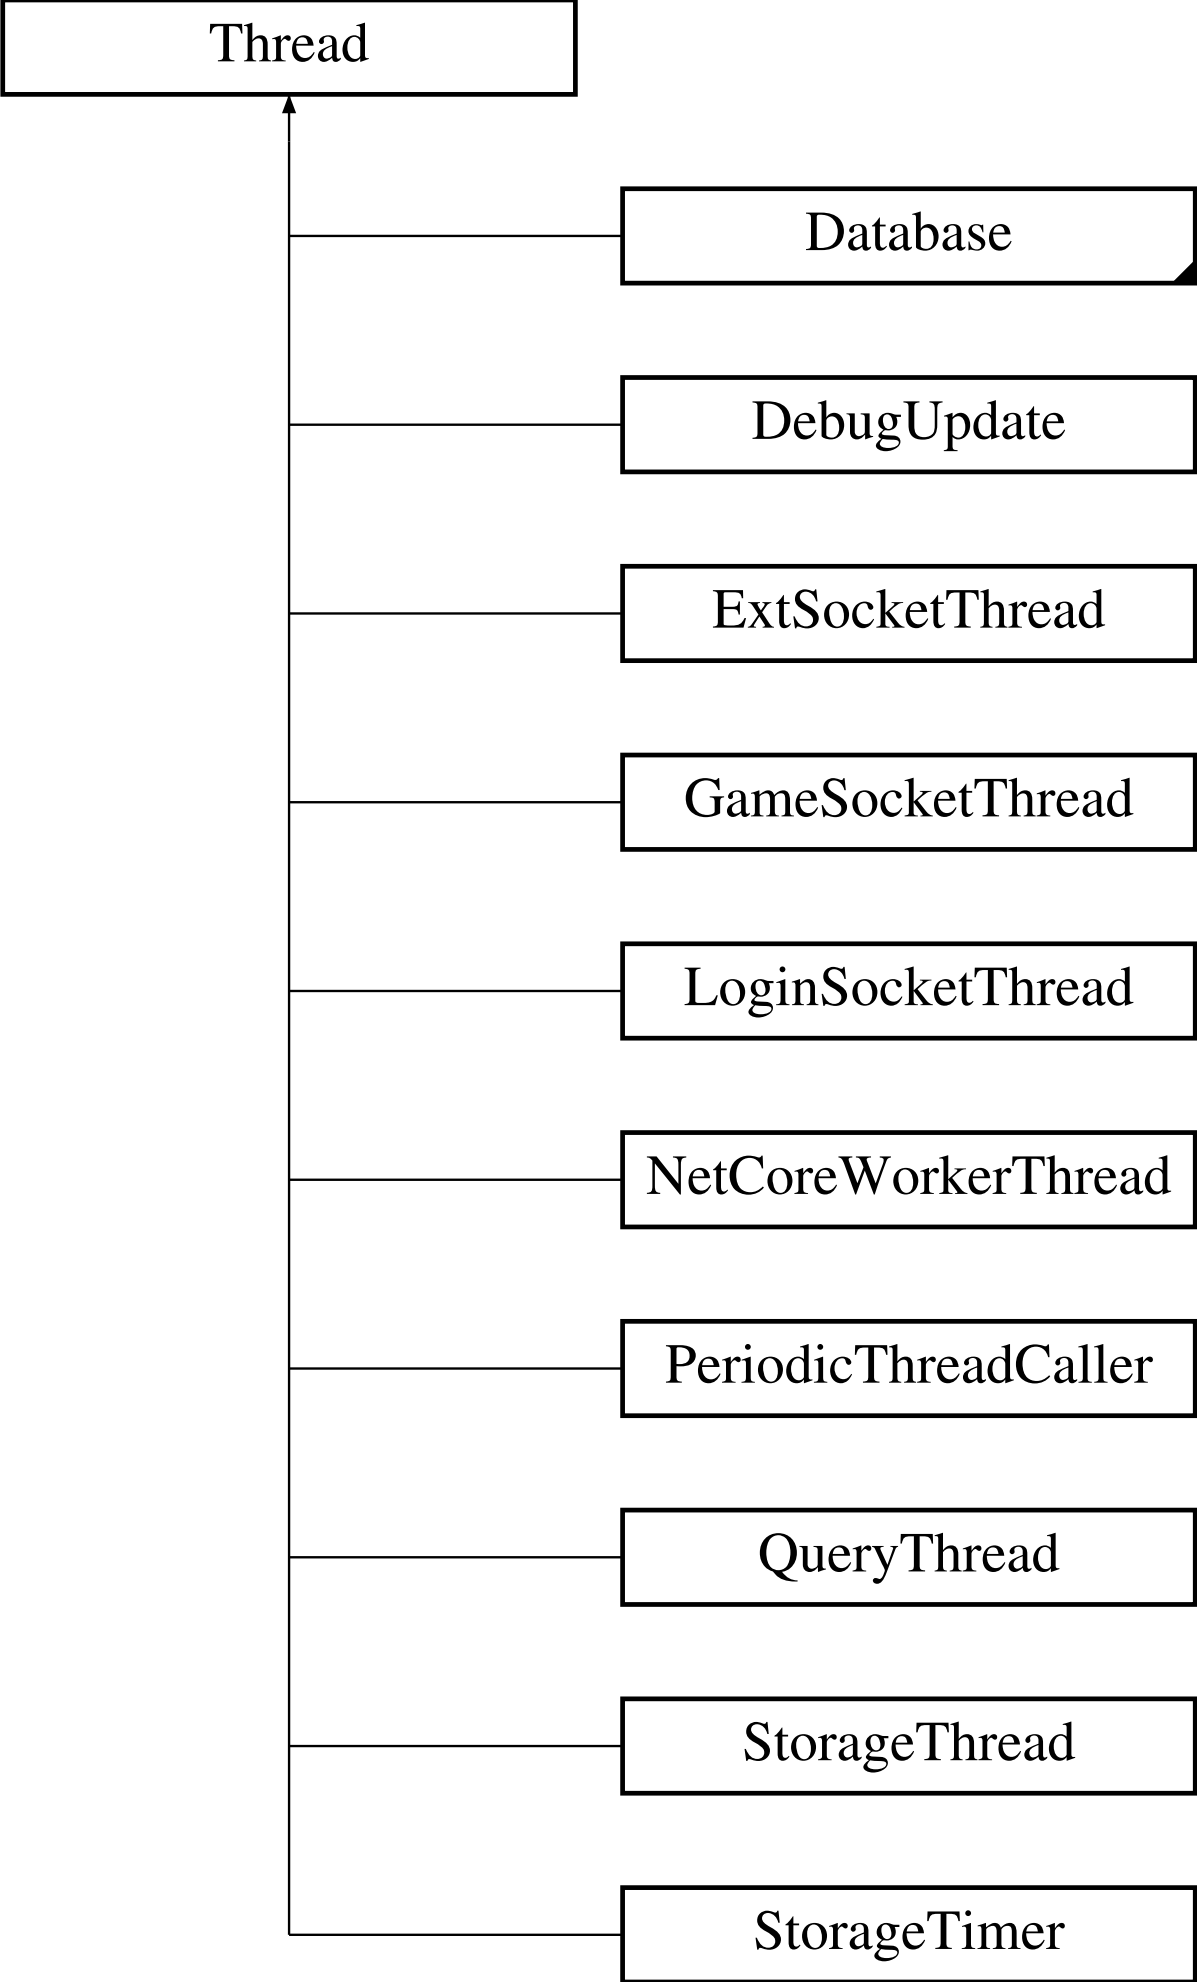 Thread
Database
DebugUpdate
ExtSocketThread
GameSocketThread
LoginSocketThread
NetCoreWorkerThread
PeriodicThreadCaller
QueryThread
StorageThread
StorageTimer